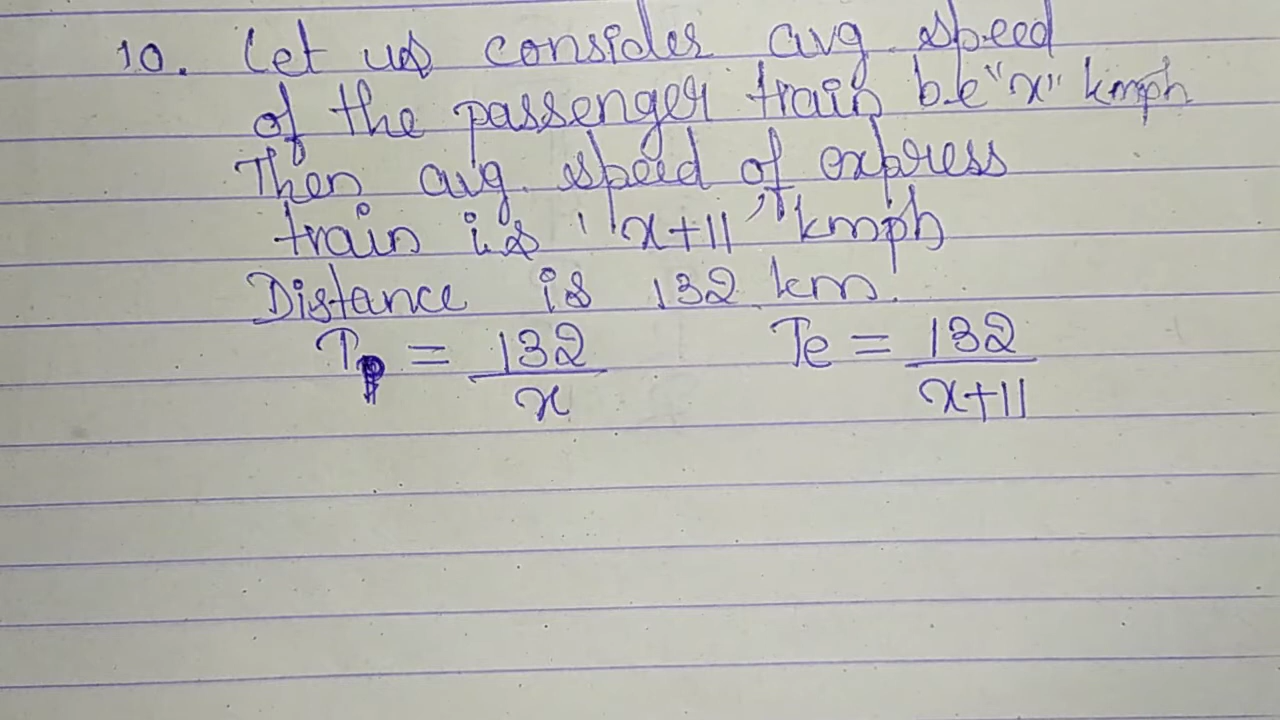 10. Let us consider avg. speed
of the passenger train be "x" kmph
Then avg. speed of express
train is "x+11" kmph
Distance is 132 km.
Tp = 132/x Te = 132/x+11